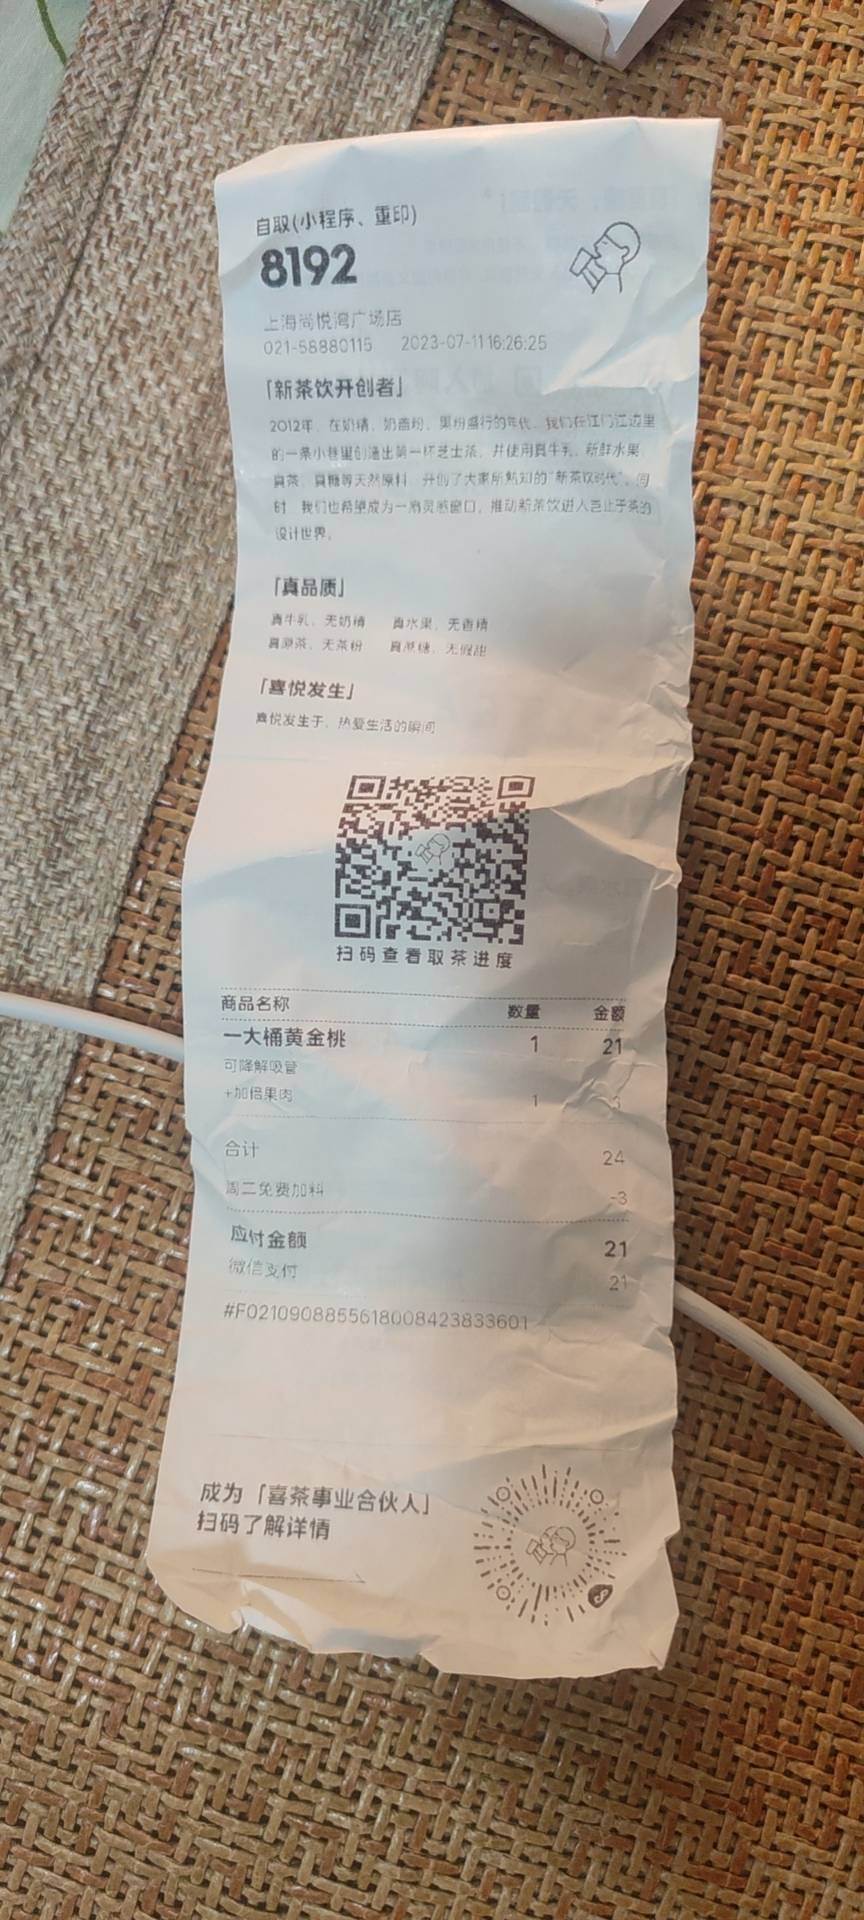 自取(小程序、重印)
8192
上海尚悦湾广场店
021-58880115 2023-07-11 16:26:25
「新茶饮开创者」
2012年，在奶精、奶香粉、果粉盛行的年代，我们在江门江边里
的一条小巷里创造出第一杯芝士茶，并使用真牛乳、新鲜水果、
真茶、真糖等天然原料，开创了大家所熟知的“新茶饮时代”。同
时，我们也希望成为一扇灵感窗口，推动新茶饮进入岂止于茶的
设计世界。
「真品质」
真牛乳，无奶精 真水果，无香精
真原茶，无茶粉 真蔗糖，无假甜
「喜悦发生」
喜悦发生于，热爱生活的瞬间
扫码查看取茶进度
商品名称 数量 金额
一大桶黄金桃 1 21
可降解吸管
+加倍果肉 1 3
合计 24
周二免费加料 -3
应付金额 21
微信支付 21
#F02109088556180084238336​01
成为「喜茶事业合伙人」
扫码了解详情